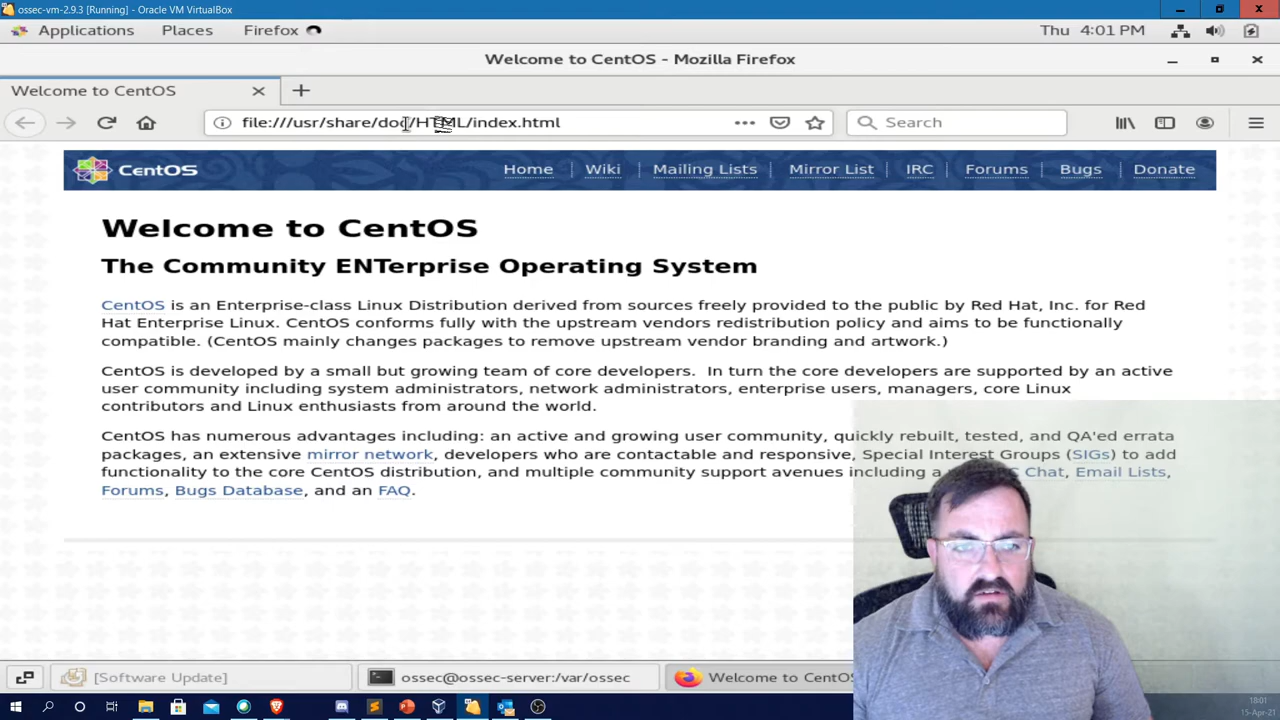 ossec-vm-2.9.3 [Running] - Oracle VM VirtualBox
Applications Places Firefox Thu 4:01 PM
Welcome to CentOS - Mozilla Firefox
Welcome to CentOS
file:///usr/share/doc/HTML/index.html Search
CentOS Home Wiki Mailing Lists Mirror List IRC Forums Bugs Donate
Welcome to CentOS
The Community ENTerprise Operating System
CentOS is an Enterprise-class Linux Distribution derived from sources freely provided to the public by Red Hat, Inc. for Red
Hat Enterprise Linux. CentOS conforms fully with the upstream vendors redistribution policy and aims to be functionally
compatible. (CentOS mainly changes packages to remove upstream vendor branding and artwork.)
CentOS is developed by a small but growing team of core developers. In turn the core developers are supported by an active
user community including system administrators, network administrators, enterprise users, managers, core Linux
contributors and Linux enthusiasts from around the world.
CentOS has numerous advantages including: an active and growing user community, quickly rebuilt, tested, and QA'ed errata
packages, an extensive mirror network, developers who are contactable and responsive, Special Interest Groups (SIGs) to add
functionality to the core CentOS distribution, and multiple community support avenues including a Chat, Email Lists,
Forums, Bugs Database, and an FAQ.
[Software Update] ossec@ossec-server:/var/ossec Welcome to CentOS
18:01
15-Apr-21